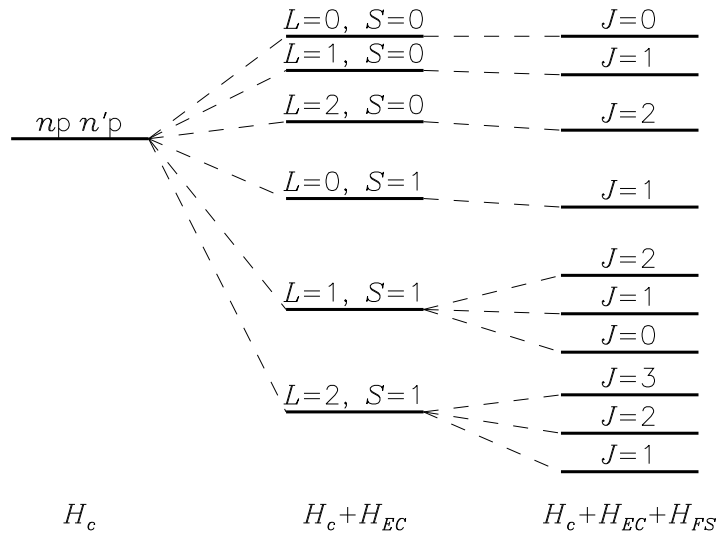 L=0, S=0
J=0
L=1, S=0
J=1
np n′p
L=2, S=0
J=2
L=0, S=1
J=1
J=2
L=1, S=1
J=1
J=0
L=2, S=1
J=3
J=2
J=1
H_c
H_c+H_EC
H_c+H_EC+H_FS